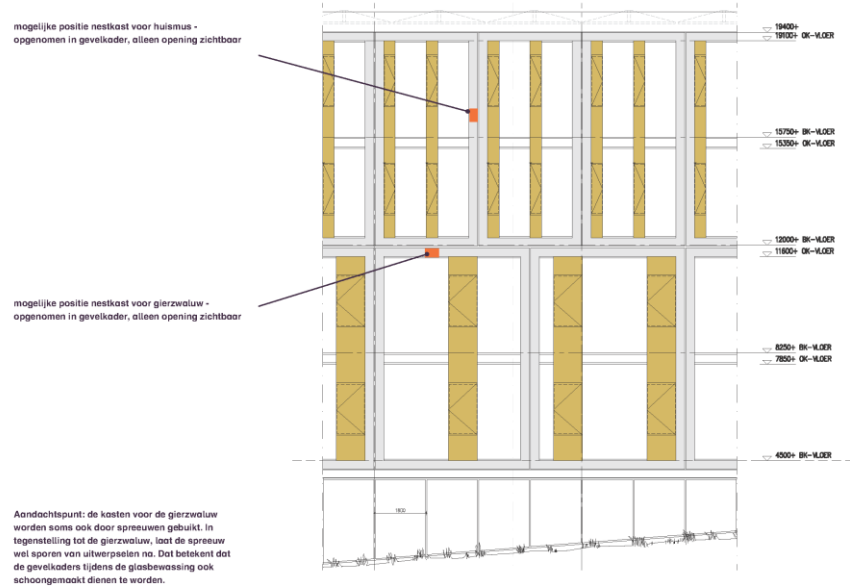 mogelijke positie nestkast voor huismus -
opgenomen in gevelkader, alleen opening zichtbaar
19400+
19100+ OK-VLOER
15750+ BK-VLOER
15350+ OK-VLOER
12000+ BK-VLOER
11600+ OK-VLOER
mogelijke positie nestkast voor gierzwaluw -
opgenomen in gevelkader, alleen opening zichtbaar
8250+ BK-VLOER
7850+ OK-VLOER
4500+ BK-VLOER
1800
Aandachtspunt: de kasten voor de gierzwaluw
worden soms ook door spreeuwen gebuikt. In
tegenstelling tot de gierzwaluw, laat de spreeuw
wel sporen van uitwerpselen na. Dat betekent dat
de gevelkaders tijdens de glasbewassing ook
schoongemaakt dienen te worden.